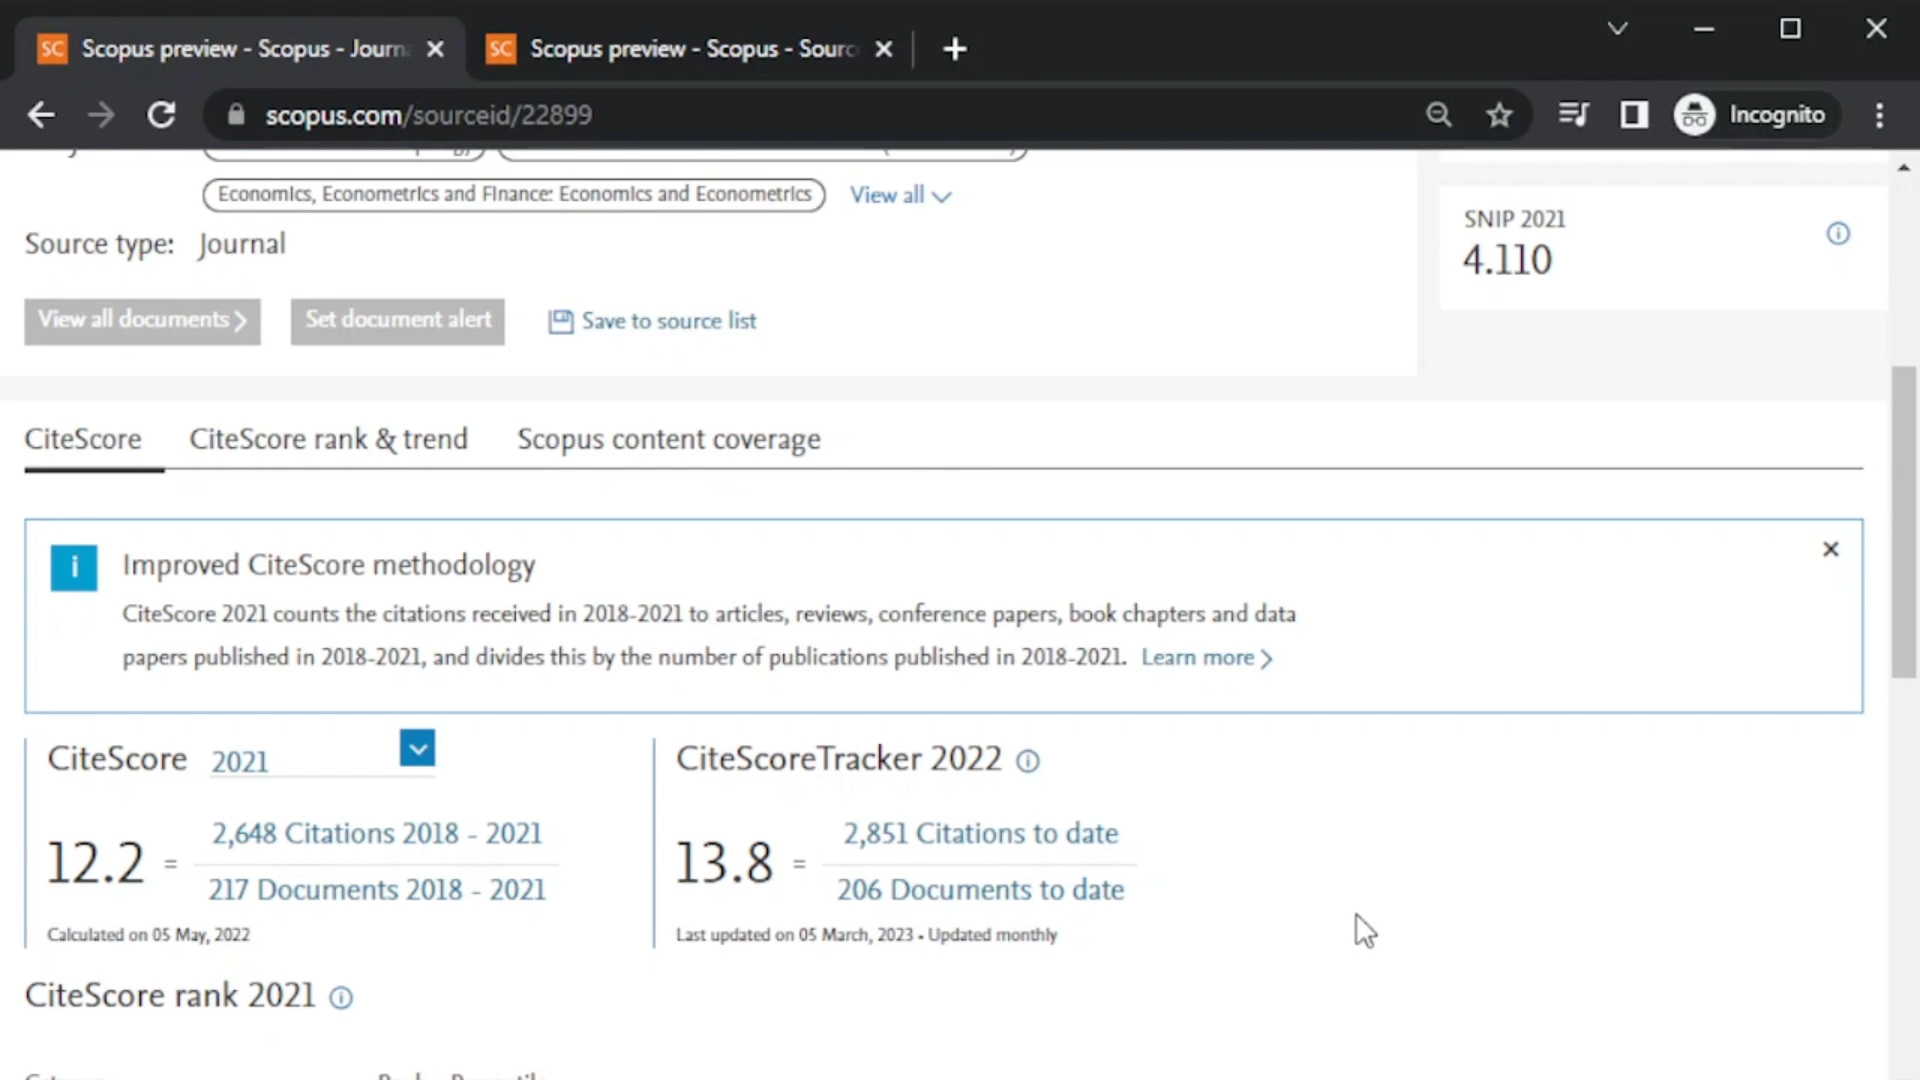 SC Scopus preview - Scopus - Journ
SC Scopus preview - Scopus - Sourc
scopus.com/sourceid/22899
Incognito
Economics, Econometrics and Finance: Economics and Econometrics
View all
Source type: Journal
SNIP 2021
4.110
View all documents
Set document alert
Save to source list
CiteScore
CiteScore rank & trend
Scopus content coverage
i Improved CiteScore methodology
CiteScore 2021 counts the citations received in 2018-2021 to articles, reviews, conference papers, book chapters and data
papers published in 2018-2021, and divides this by the number of publications published in 2018-2021. Learn more
CiteScore 2021
12.2 =
2,648 Citations 2018 - 2021
217 Documents 2018 - 2021
Calculated on 05 May, 2022
CiteScoreTracker 2022
13.8 =
2,851 Citations to date
206 Documents to date
Last updated on 05 March, 2023 • Updated monthly
CiteScore rank 2021